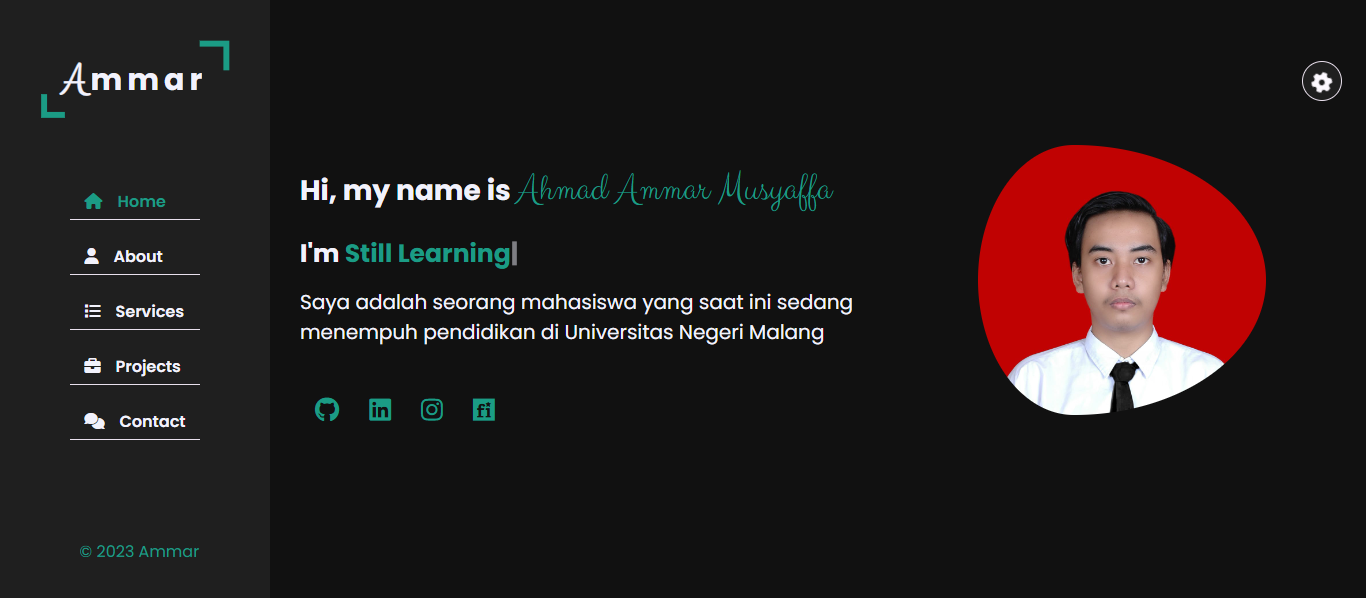 Ammar
Home
About
Services
Projects
Contact
© 2023 Ammar
Hi, my name is Ahmad Ammar Musyaffa
I'm Still Learning
Saya adalah seorang mahasiswa yang saat ini sedang
menempuh pendidikan di Universitas Negeri Malang